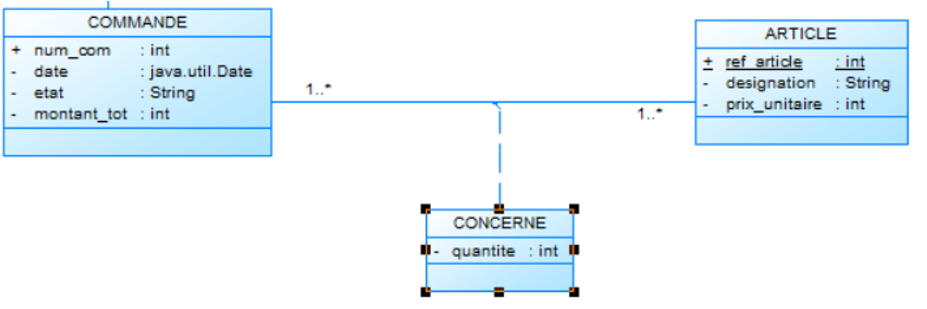 COMMANDE
+ num_com : int
- date : java.util.Date
- etat : String
- montant_tot : int
1..*
1..*
ARTICLE
+ ref_article : int
- designation : String
- prix_unitaire : int
CONCERNE
- quantite : int